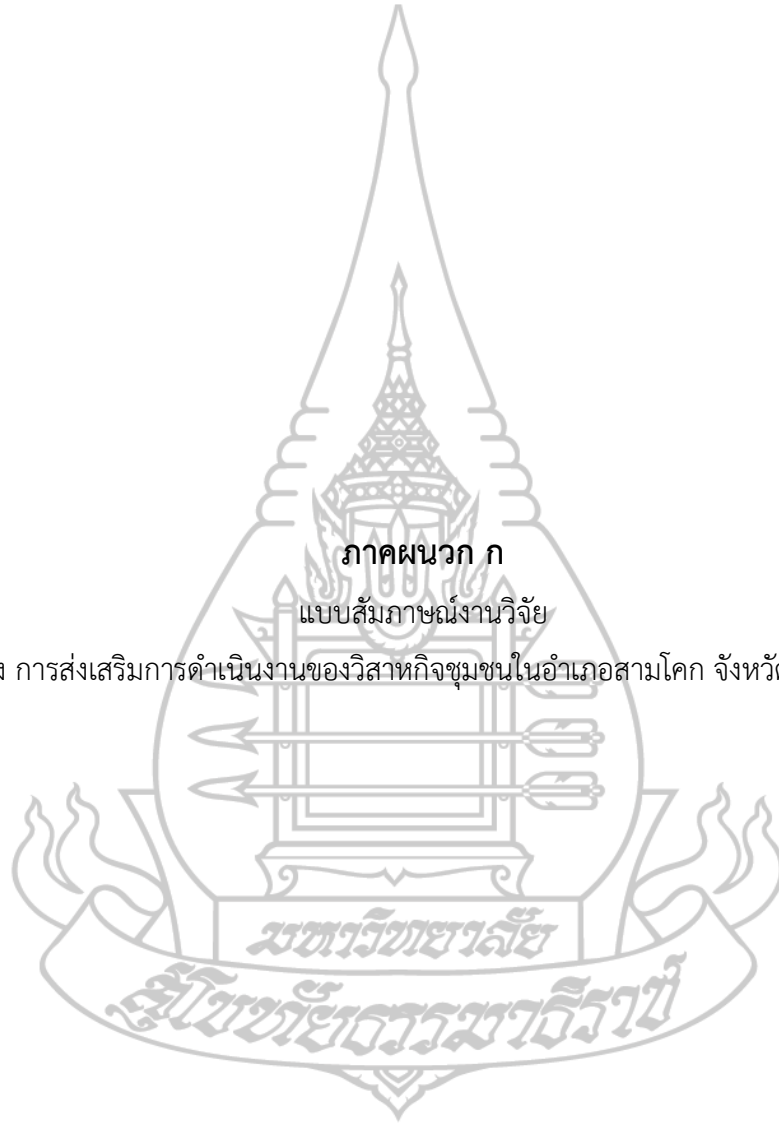 ภาคผนวก ก
แบบสัมภาษณ์งานวิจัย
การส่งเสริมการดำเนินงานของวิสาหกิจชุมชนในอำเภอสามโคก จังหวัด
มหาวิทยาลัย
สุโขทัยธรรมาธิราช